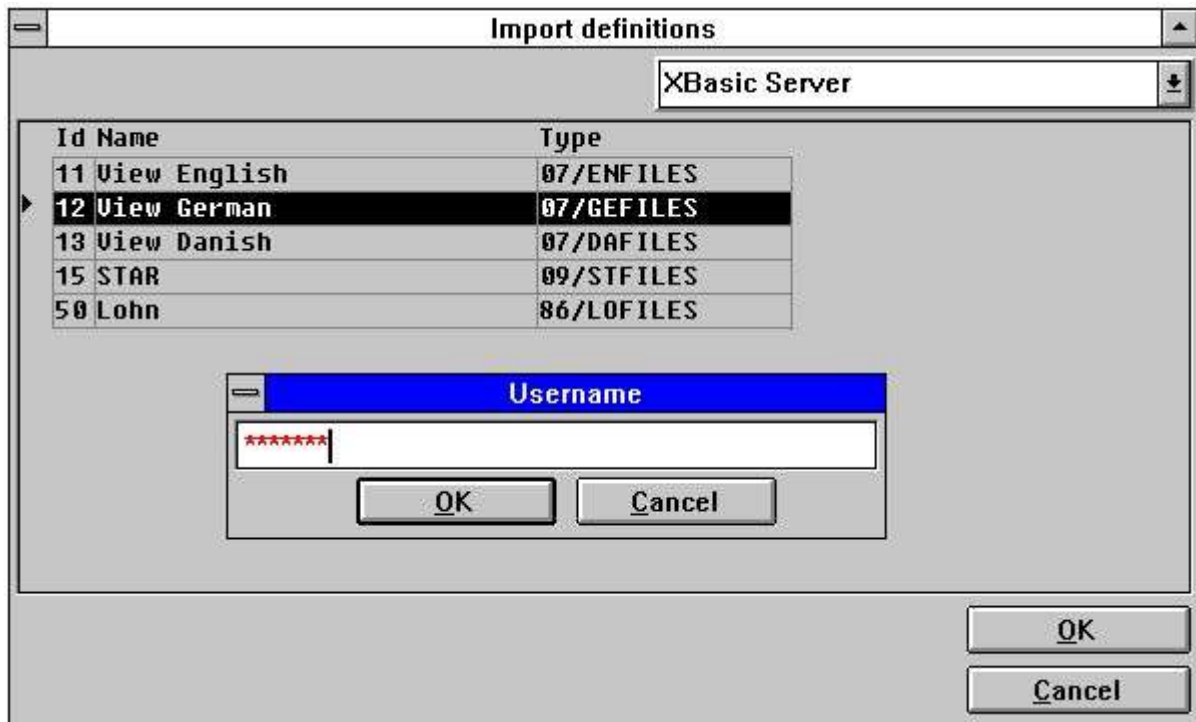 Import definitions
XBasic Server
Id Name Type
11 View English 07/ENFILES
12 View German 07/GEFILES
13 View Danish 07/DAFILES
15 STAR 09/STFILES
50 Lohn 86/LOFILES
Username
*******
OK Cancel
OK
Cancel